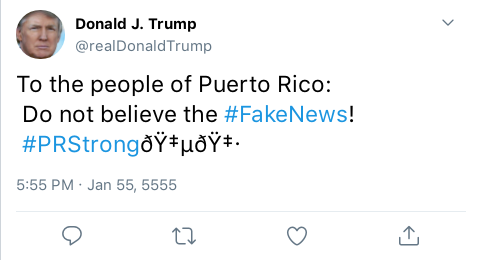 Donald J. Trump
@realDonaldTrump
To the people of Puerto Rico:
Do not believe the #FakeNews!
#PRStrongðŸ‡µðŸ‡·
5:55 PM · Jan 55, 5555